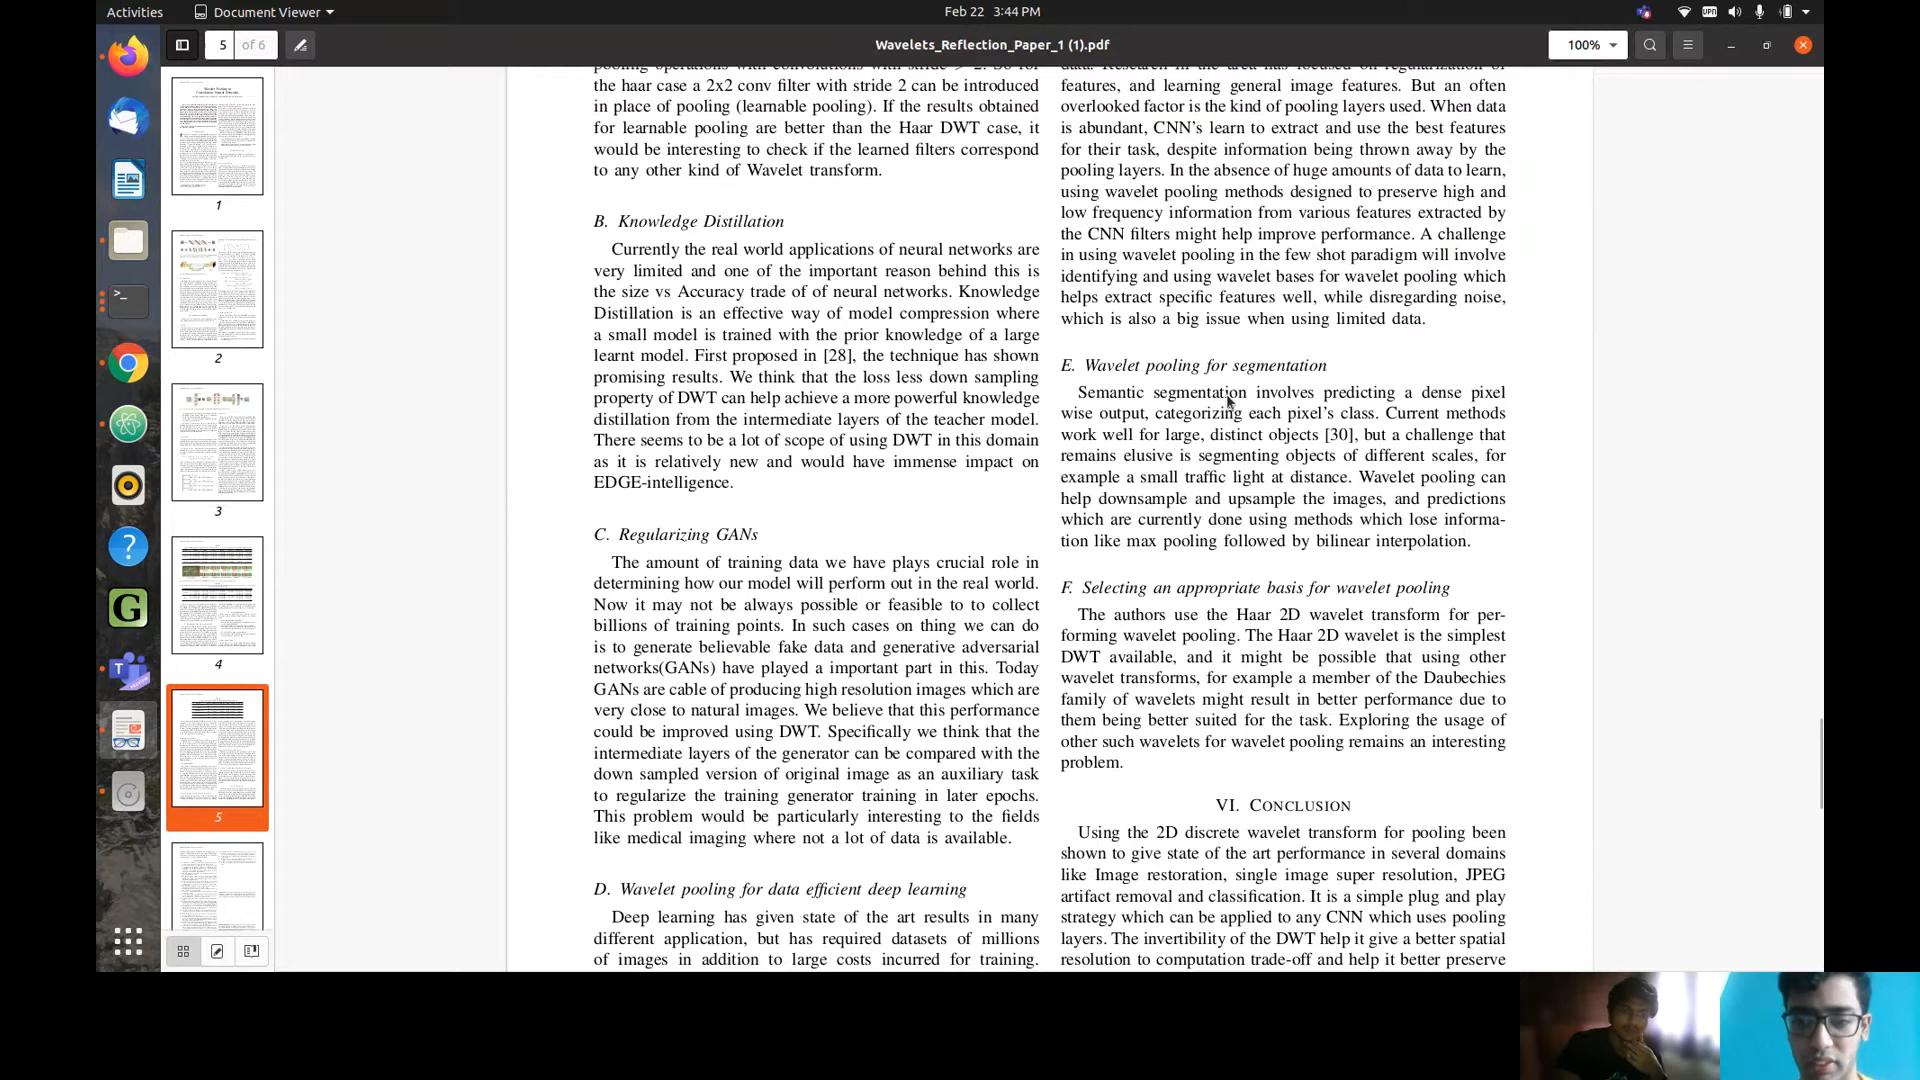 Activities
Document Viewer
Feb 22 3:44 PM
VPN
5 of 6
Wavelets_Reflection_Paper_1 (1).pdf
100%
1
2
3
4
5
pooling operations with convolutions with stride > 2. So for
the haar case a 2x2 conv filter with stride 2 can be introduced
in place of pooling (learnable pooling). If the results obtained
for learnable pooling are better than the Haar DWT case, it
would be interesting to check if the learned filters correspond
to any other kind of Wavelet transform.
B. Knowledge Distillation
Currently the real world applications of neural networks are
very limited and one of the important reason behind this is
the size vs Accuracy trade of of neural networks. Knowledge
Distillation is an effective way of model compression where
a small model is trained with the prior knowledge of a large
learnt model. First proposed in [28], the technique has shown
promising results. We think that the loss less down sampling
property of DWT can help achieve a more powerful knowledge
distillation from the intermediate layers of the teacher model.
There seems to be a lot of scope of using DWT in this domain
as it is relatively new and would have immense impact on
EDGE-intelligence.
C. Regularizing GANs
The amount of training data we have plays crucial role in
determining how our model will perform out in the real world.
Now it may not be always possible or feasible to to collect
billions of training points. In such cases on thing we can do
is to generate believable fake data and generative adversarial
networks(GANs) have played a important part in this. Today
GANs are cable of producing high resolution images which are
very close to natural images. We believe that this performance
could be improved using DWT. Specifically we think that the
intermediate layers of the generator can be compared with the
down sampled version of original image as an auxiliary task
to regularize the training generator training in later epochs.
This problem would be particularly interesting to the fields
like medical imaging where not a lot of data is available.
D. Wavelet pooling for data efficient deep learning
Deep learning has given state of the art results in many
different application, but has required datasets of millions
of images in addition to large costs incurred for training.
data. Research in the area has focused on regularization of
features, and learning general image features. But an often
overlooked factor is the kind of pooling layers used. When data
is abundant, CNN's learn to extract and use the best features
for their task, despite information being thrown away by the
pooling layers. In the absence of huge amounts of data to learn,
using wavelet pooling methods designed to preserve high and
low frequency information from various features extracted by
the CNN filters might help improve performance. A challenge
in using wavelet pooling in the few shot paradigm will involve
identifying and using wavelet bases for wavelet pooling which
helps extract specific features well, while disregarding noise,
which is also a big issue when using limited data.
E. Wavelet pooling for segmentation
Semantic segmentation involves predicting a dense pixel
wise output, categorizing each pixel's class. Current methods
work well for large, distinct objects [30], but a challenge that
remains elusive is segmenting objects of different scales, for
example a small traffic light at distance. Wavelet pooling can
help downsample and upsample the images, and predictions
which are currently done using methods which lose informa-
tion like max pooling followed by bilinear interpolation.
F. Selecting an appropriate basis for wavelet pooling
The authors use the Haar 2D wavelet transform for per-
forming wavelet pooling. The Haar 2D wavelet is the simplest
DWT available, and it might be possible that using other
wavelet transforms, for example a member of the Daubechies
family of wavelets might result in better performance due to
them being better suited for the task. Exploring the usage of
other such wavelets for wavelet pooling remains an interesting
problem.
VI. CONCLUSION
Using the 2D discrete wavelet transform for pooling been
shown to give state of the art performance in several domains
like Image restoration, single image super resolution, JPEG
artifact removal and classification. It is a simple plug and play
strategy which can be applied to any CNN which uses pooling
layers. The invertibility of the DWT help it give a better spatial
resolution to computation trade-off and help it better preserve